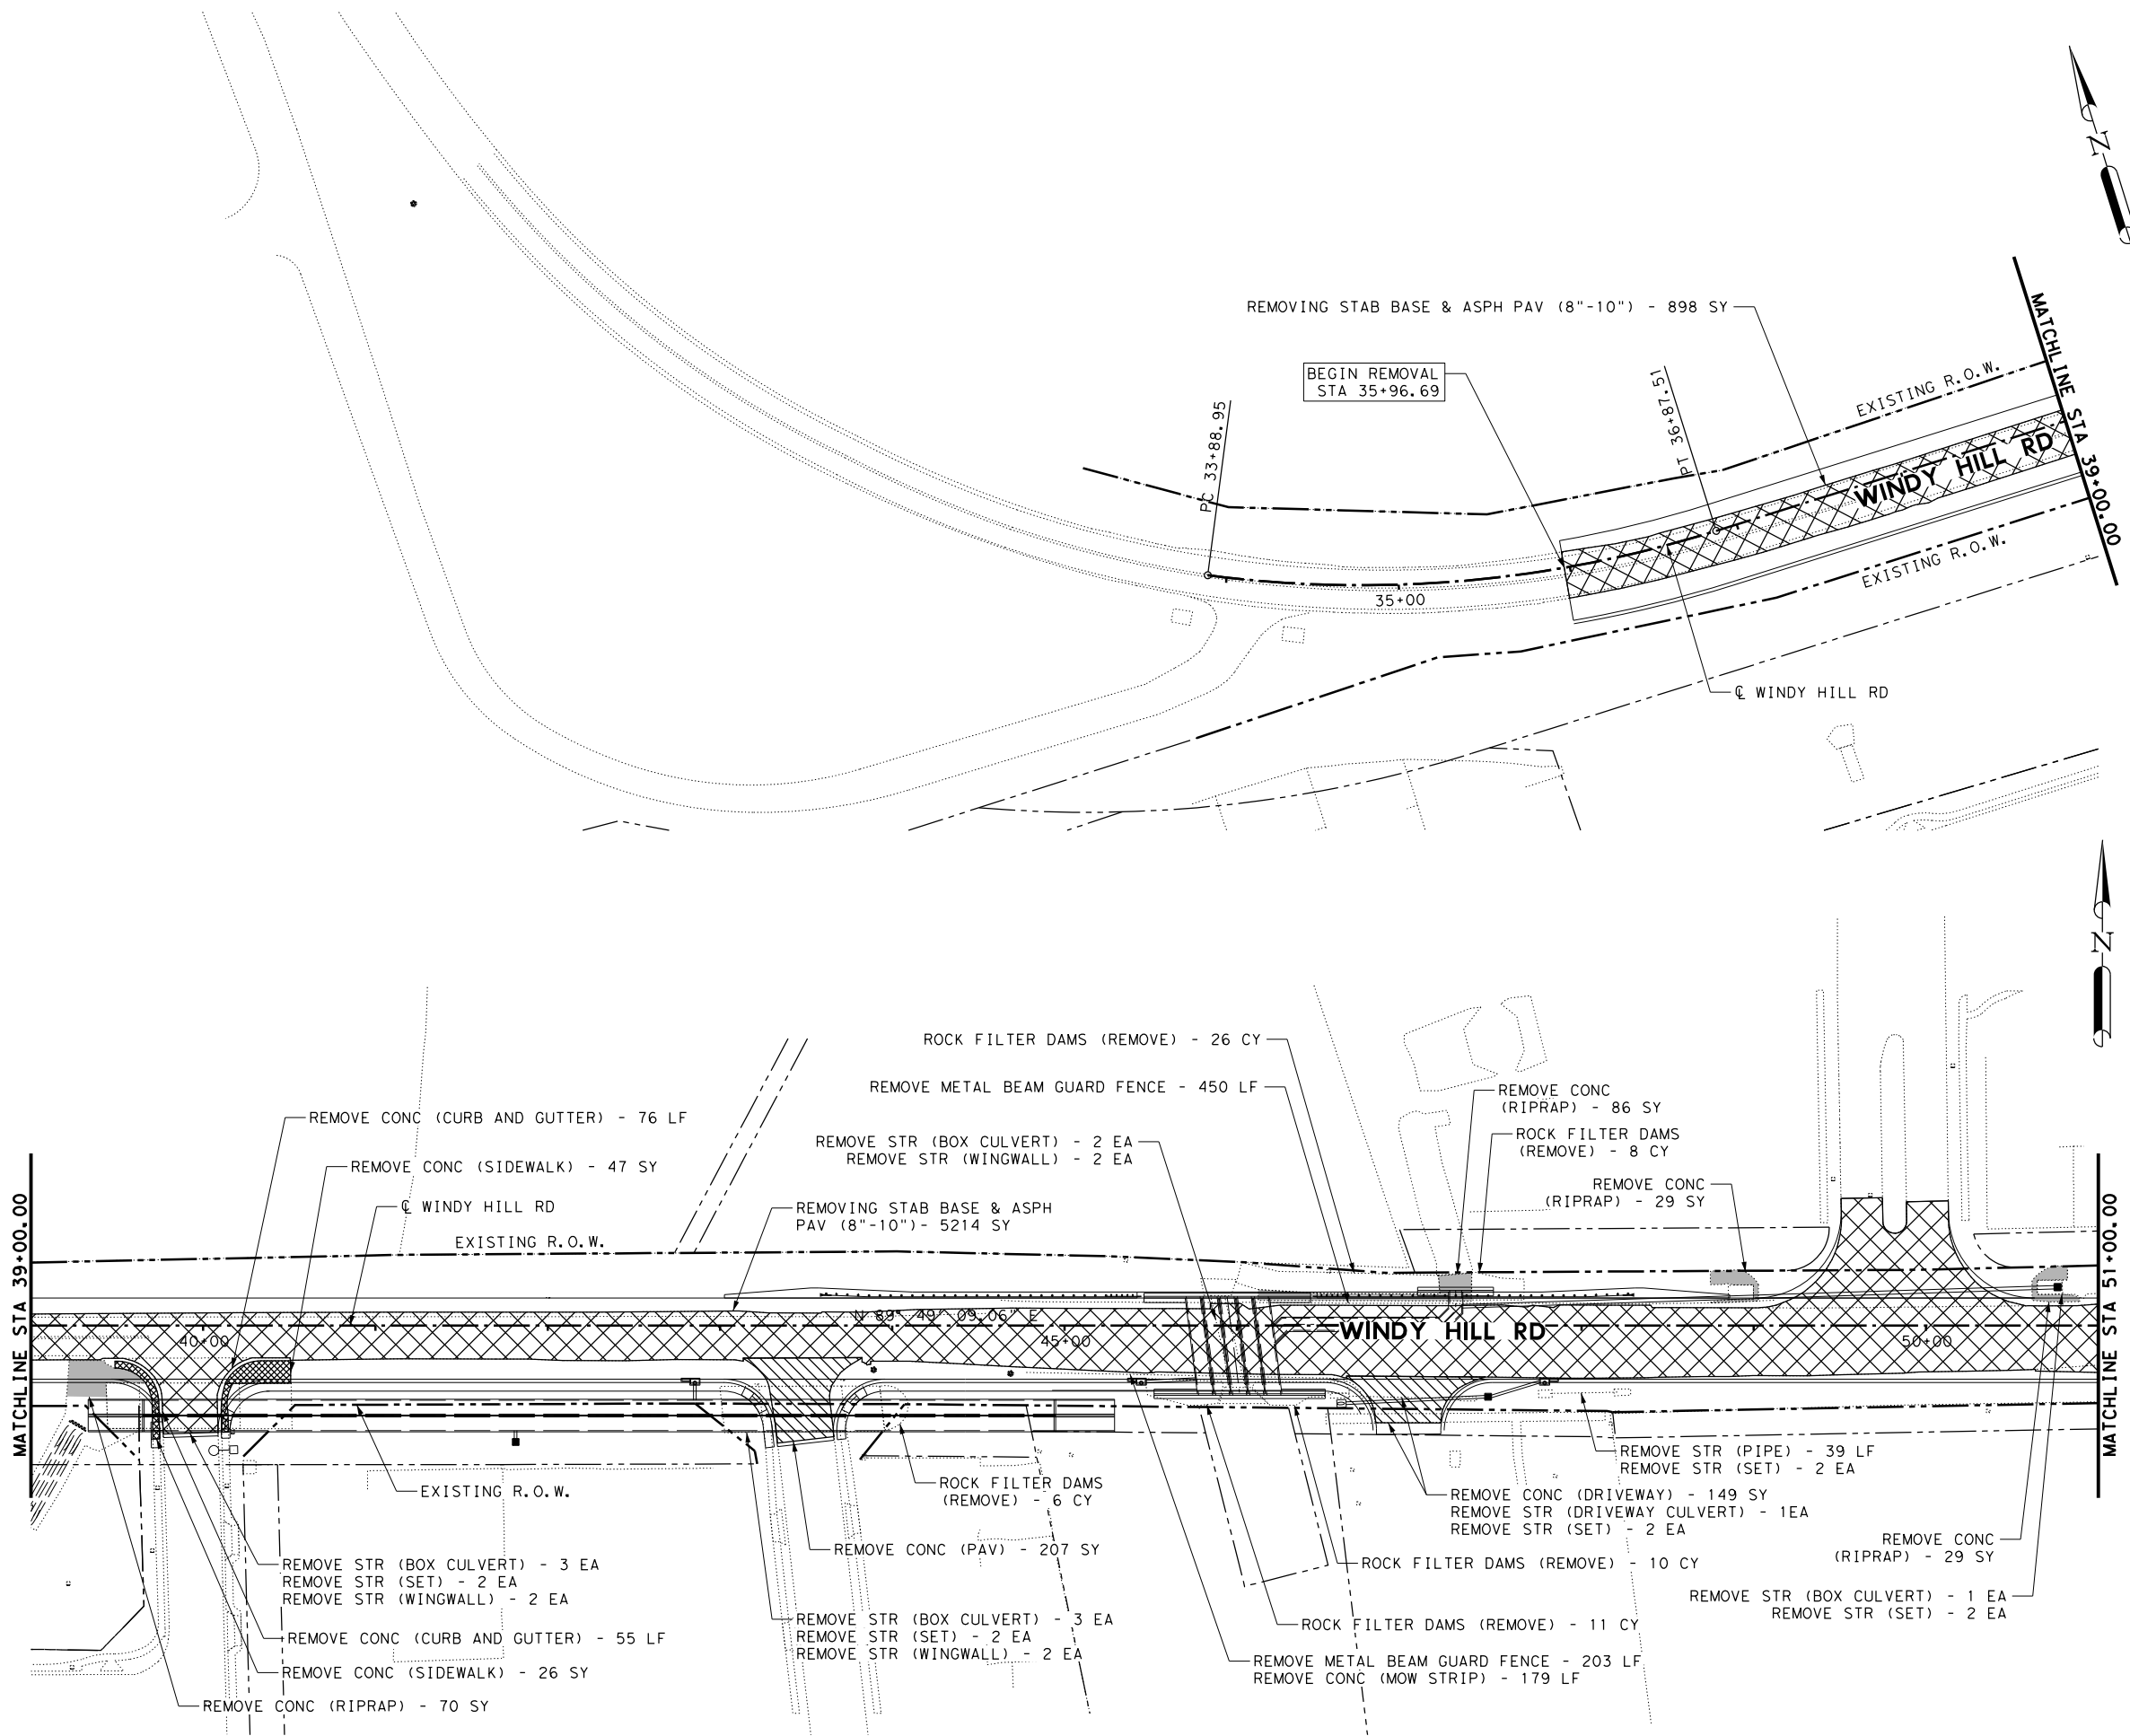 N
REMOVING STAB BASE & ASPH PAV (8"-10") - 898 SY
MATCHLINE STA 39+00.00
BEGIN REMOVAL
STA 35+96.69
PC 33+88.95
PT 36+87.51
EXISTING R.O.W.
WINDY HILL RD
EXISTING R.O.W.
35+00
℄ WINDY HILL RD
N
ROCK FILTER DAMS (REMOVE) - 26 CY
REMOVE METAL BEAM GUARD FENCE - 450 LF
REMOVE CONC
(RIPRAP) - 86 SY
REMOVE CONC (CURB AND GUTTER) - 76 LF
REMOVE STR (BOX CULVERT) - 2 EA
REMOVE STR (WINGWALL) - 2 EA
ROCK FILTER DAMS
(REMOVE) - 8 CY
REMOVE CONC (SIDEWALK) - 47 SY
REMOVE CONC
(RIPRAP) - 29 SY
℄ WINDY HILL RD
REMOVING STAB BASE & ASPH
PAV (8"-10")- 5214 SY
EXISTING R.O.W.
MATCHLINE STA 39+00.00
MATCHLINE STA 51+00.00
N 89° 49' 09.06" E
40+00
45+00
WINDY HILL RD
50+00
EXISTING R.O.W.
ROCK FILTER DAMS
(REMOVE) - 6 CY
REMOVE STR (PIPE) - 39 LF
REMOVE STR (SET) - 2 EA
REMOVE CONC (DRIVEWAY) - 149 SY
REMOVE STR (DRIVEWAY CULVERT) - 1EA
REMOVE STR (SET) - 2 EA
REMOVE CONC
(RIPRAP) - 29 SY
REMOVE CONC (PAV) - 207 SY
ROCK FILTER DAMS (REMOVE) - 10 CY
REMOVE STR (BOX CULVERT) - 3 EA
REMOVE STR (SET) - 2 EA
REMOVE STR (WINGWALL) - 2 EA
REMOVE STR (BOX CULVERT) - 1 EA
REMOVE STR (SET) - 2 EA
REMOVE STR (BOX CULVERT) - 3 EA
REMOVE STR (SET) - 2 EA
REMOVE STR (WINGWALL) - 2 EA
ROCK FILTER DAMS (REMOVE) - 11 CY
REMOVE CONC (CURB AND GUTTER) - 55 LF
REMOVE CONC (SIDEWALK) - 26 SY
REMOVE METAL BEAM GUARD FENCE - 203 LF
REMOVE CONC (MOW STRIP) - 179 LF
REMOVE CONC (RIPRAP) - 70 SY